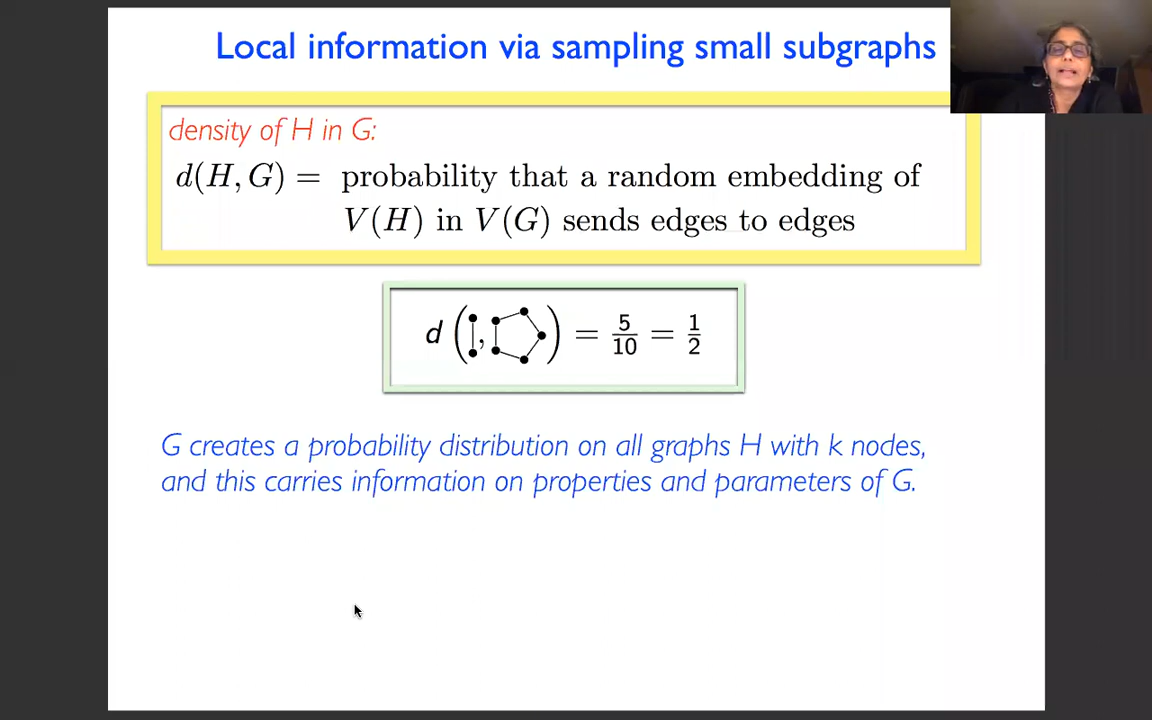 Local information via sampling small subgraphs
density of H in G:
d(H, G) = probability that a random embedding of
V(H) in V(G) sends edges to edges
d ( , ) = 5/10 = 1/2
G creates a probability distribution on all graphs H with k nodes,
and this carries information on properties and parameters of G.